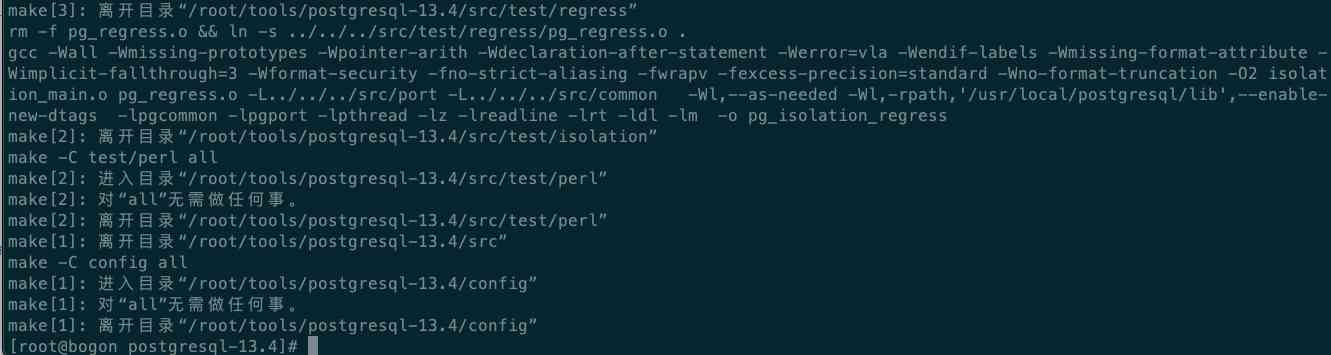 make[3]: 离开目录“/root/tools/postgresql-13.4/src/test/regress”
rm -f pg_regress.o && ln -s ../../../src/test/regress/pg_regress.o .
gcc -Wall -Wmissing-prototypes -Wpointer-arith -Wdeclaration-after-statement -Werror=vla -Wendif-labels -Wmissing-format-attribute -
Wimplicit-fallthrough=3 -Wformat-security -fno-strict-aliasing -fwrapv -fexcess-precision=standard -Wno-format-truncation -O2 isolat
ion_main.o pg_regress.o -L../../../src/port -L../../../src/common   -Wl,--as-needed -Wl,-rpath,'/usr/local/postgresql/lib',--enable-
new-dtags  -lpgcommon -lpgport -lpthread -lz -lreadline -lrt -ldl -lm  -o pg_isolation_regress
make[2]: 离开目录“/root/tools/postgresql-13.4/src/test/isolation”
make -C test/perl all
make[2]: 进入目录“/root/tools/postgresql-13.4/src/test/perl”
make[2]: 对“all”无需做任何事。
make[2]: 离开目录“/root/tools/postgresql-13.4/src/test/perl”
make[1]: 离开目录“/root/tools/postgresql-13.4/src”
make -C config all
make[1]: 进入目录“/root/tools/postgresql-13.4/config”
make[1]: 对“all”无需做任何事。
make[1]: 离开目录“/root/tools/postgresql-13.4/config”
[root@bogon postgresql-13.4]#